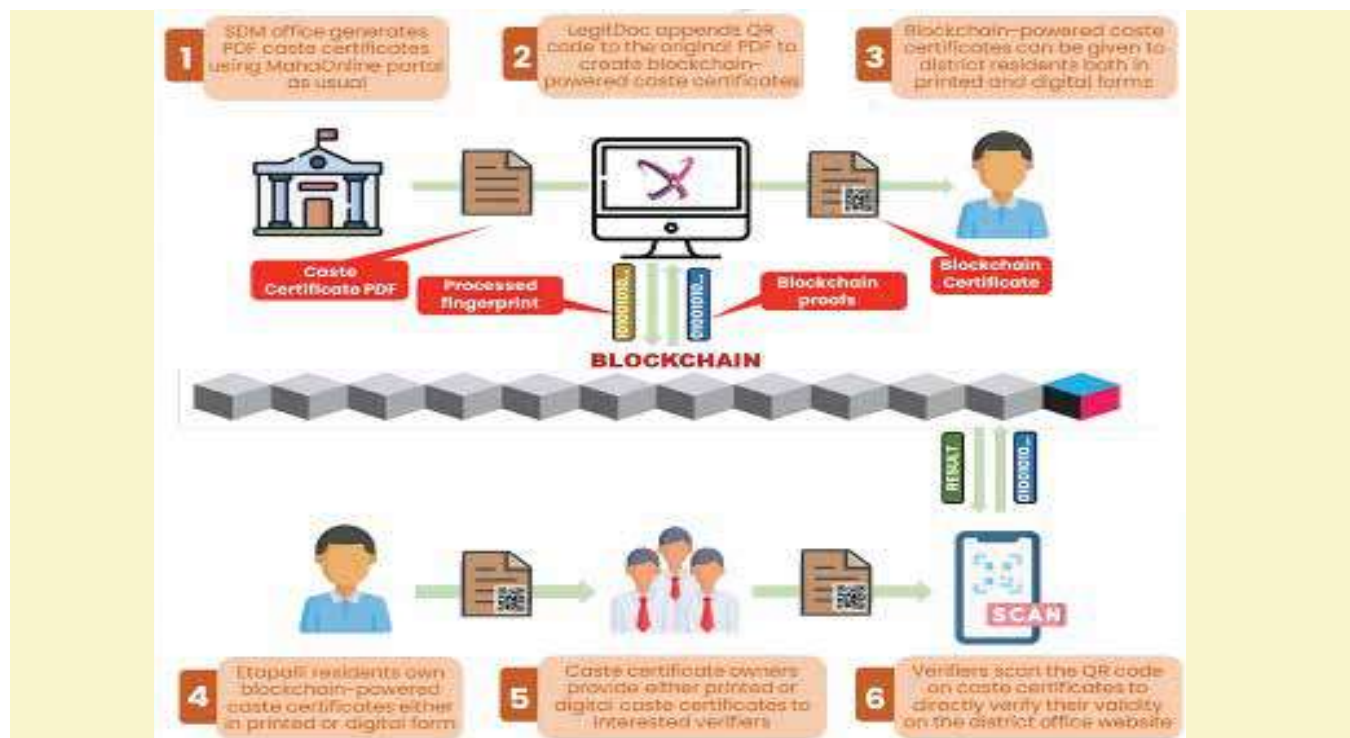 1
SDM office generates
PDF caste certificates
using MahaOnline portal
as usual
2
LegitDoc appends QR
code to the original PDF to
create blockchain-
powered caste certificates
3
Blockchain-powered caste
certificates can be given to
district residents both in
printed and digital forms
Caste
Certificate PDF
Processed
fingerprint
101001010...
01001010...
Blockchain
proofs
Blockchain
Certificate
BLOCKCHAIN
RESULT
01001010...
SCAN
4
Etapalli residents own
blockchain-powered
caste certificates either
in printed or digital form
5
Caste certificate owners
provide either printed or
digital caste certificates to
interested verifiers
6
Verifiers scan the QR code
on caste certificates to
directly verify their validity
on the district office website